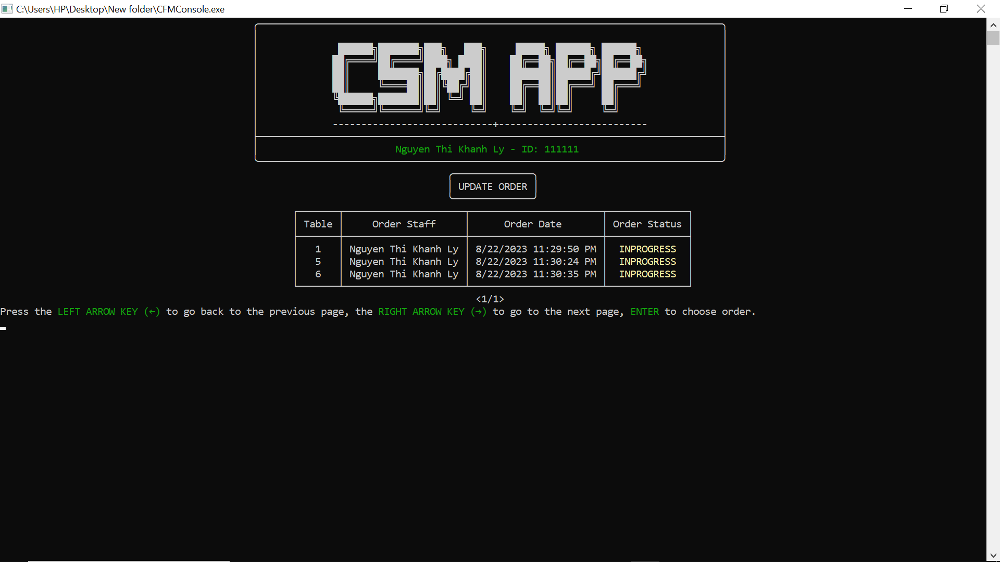 C:\Users\HP\Desktop\New folder\CFMConsole.exe
CSM APP
----------------------------+--------------------------
Nguyen Thi Khanh Ly - ID: 111111
UPDATE ORDER
Table Order Staff Order Date Order Status
1 Nguyen Thi Khanh Ly 8/22/2023 11:29:50 PM INPROGRESS
5 Nguyen Thi Khanh Ly 8/22/2023 11:30:24 PM INPROGRESS
6 Nguyen Thi Khanh Ly 8/22/2023 11:30:35 PM INPROGRESS
<1/1>
Press the LEFT ARROW KEY (←) to go back to the previous page, the RIGHT ARROW KEY (→) to go to the next page, ENTER to choose order.